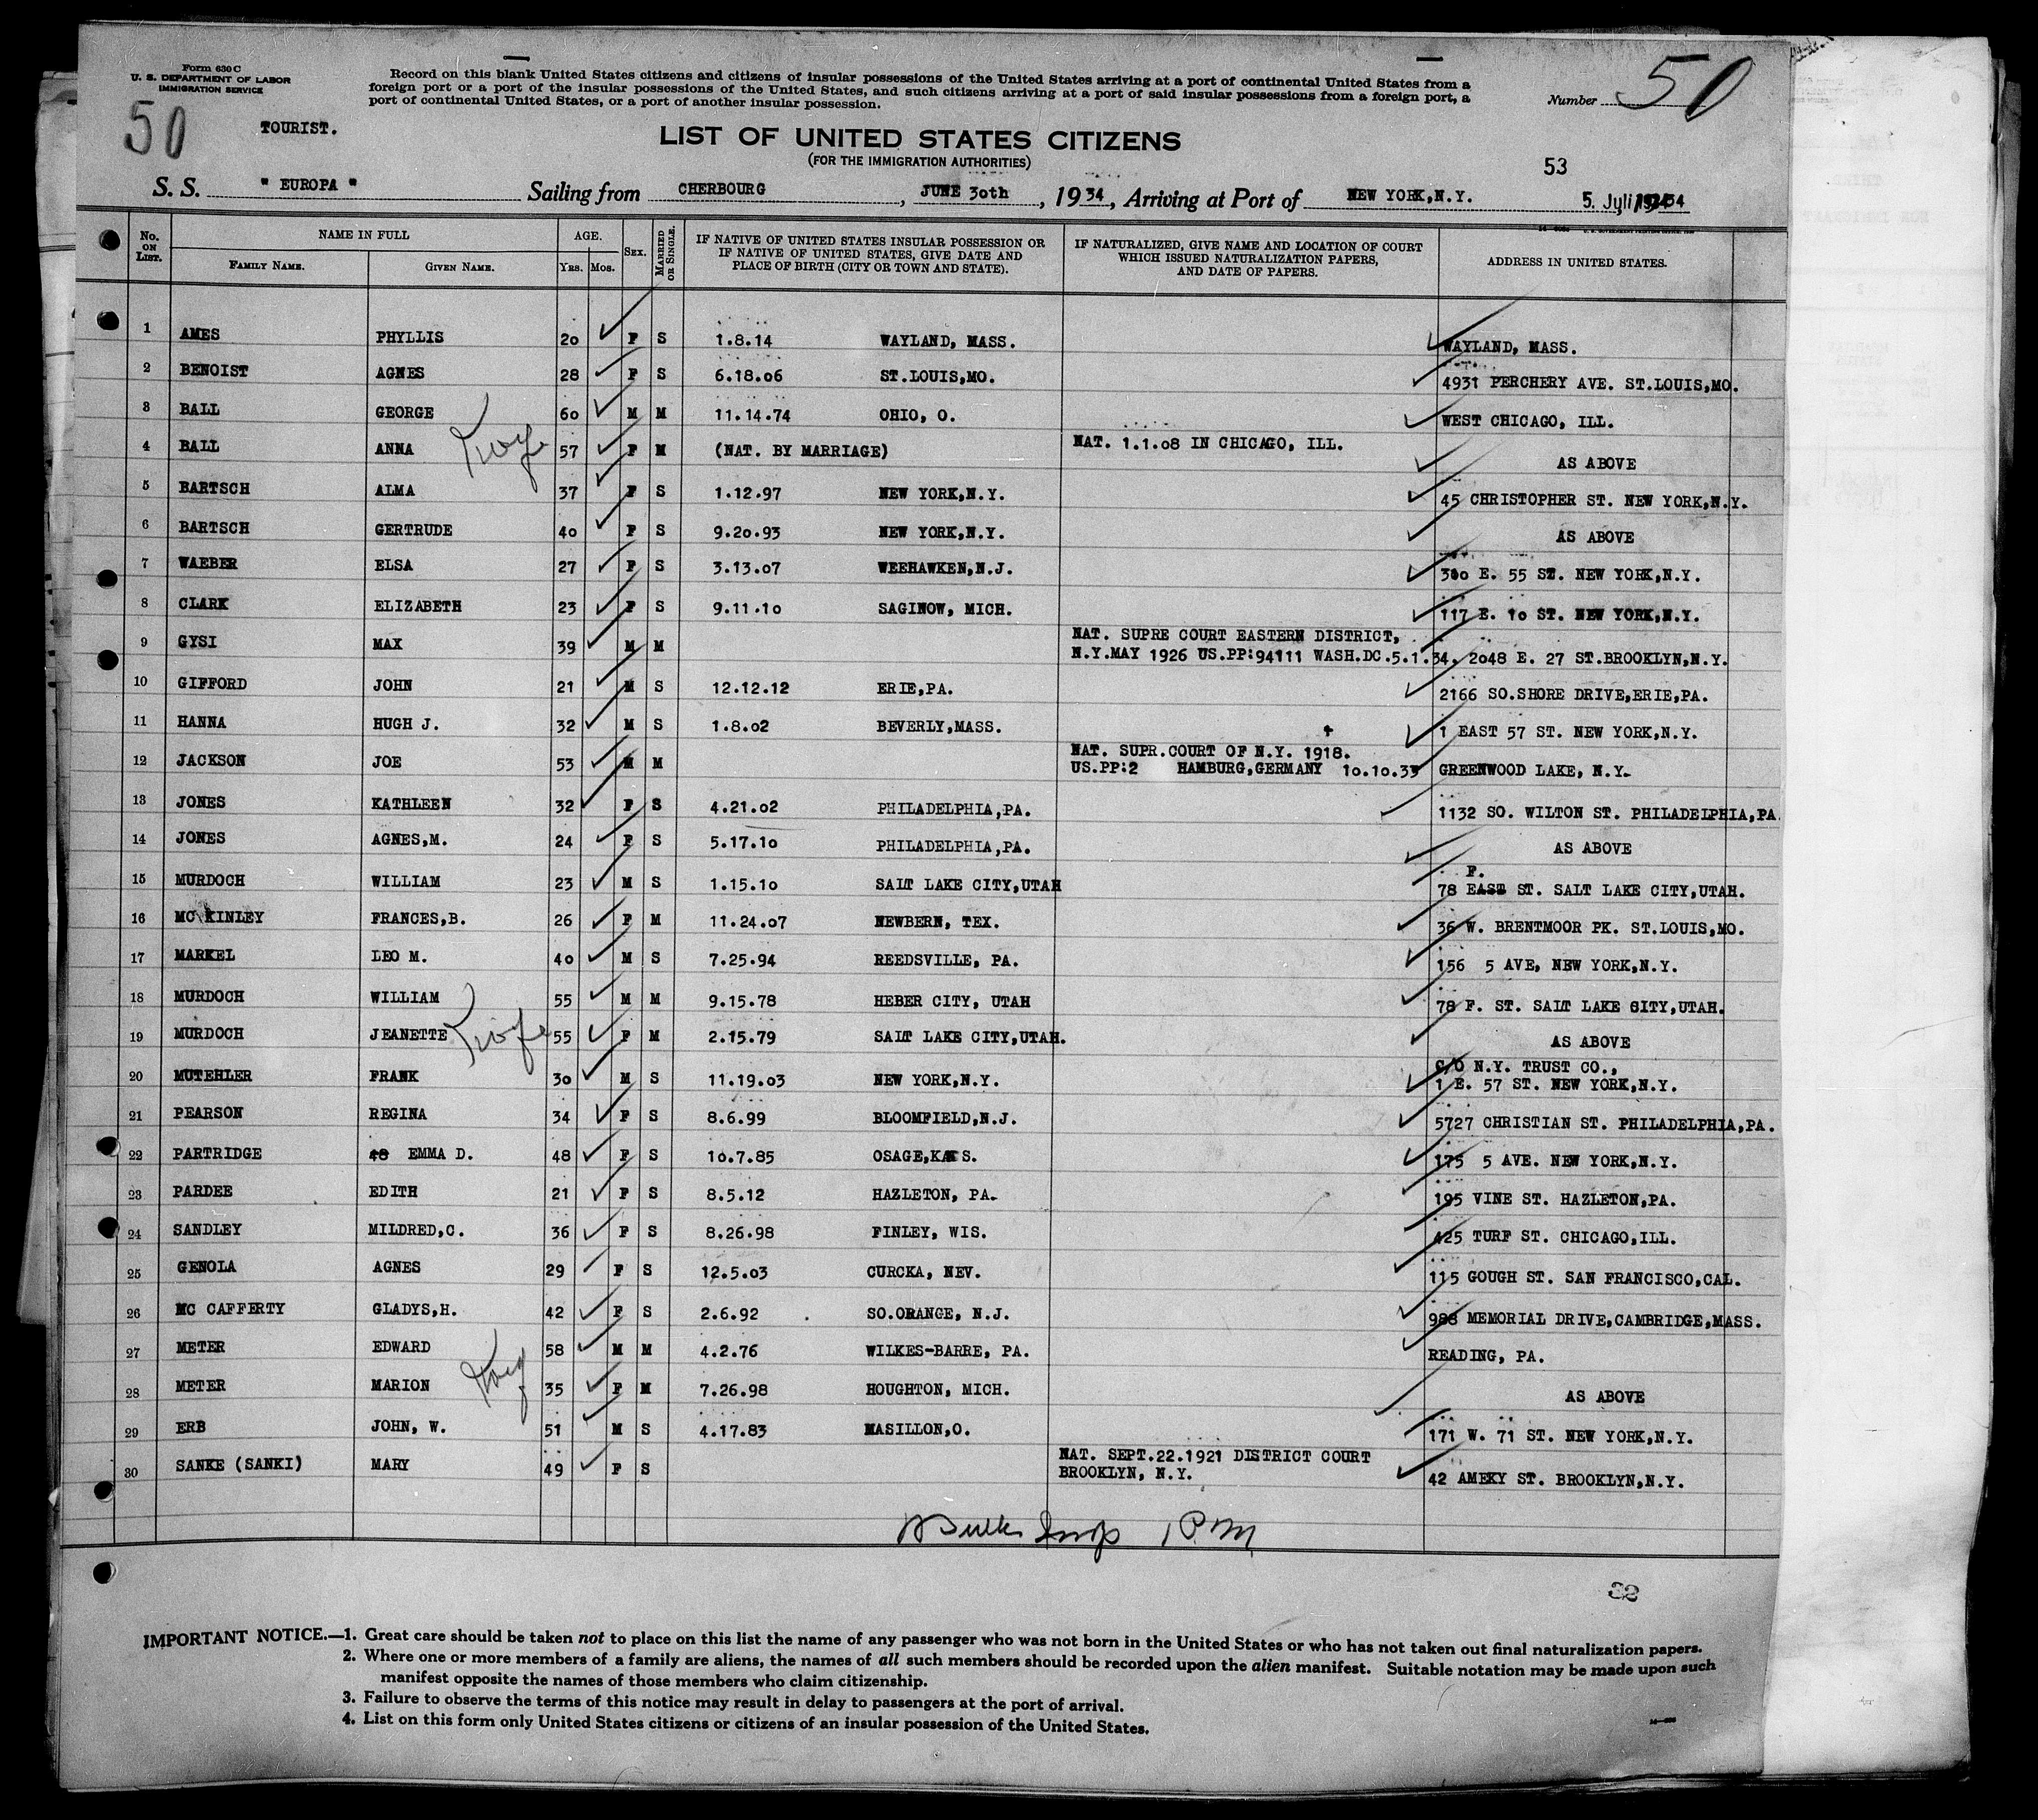 Form 630 C
U. S. DEPARTMENT OF LABOR
IMMIGRATION SERVICE
Record on this blank United States citizens and citizens of insular possessions of the United States arriving at a port of continental United States from a
foreign port or a port of the insular possessions of the United States, and such citizens arriving at a port of said insular possessions from a foreign port, a
port of continental United States, or a port of another insular possession.
Number 50
50
TOURIST.
LIST OF UNITED STATES CITIZENS
(FOR THE IMMIGRATION AUTHORITIES)
53
S. S. " EUROPA " Sailing from CHERBOURG, JUNE 30th, 1934, Arriving at Port of NEW YORK,N.Y. 5. Juli 1934
No. ON LIST. NAME IN FULL FAMILY NAME. GIVEN NAME. AGE. YRS. MOS. SEX. MARRIED OR SINGLE. IF NATIVE OF UNITED STATES INSULAR POSSESSION OR IF NATIVE OF UNITED STATES, GIVE DATE AND PLACE OF BIRTH (CITY OR TOWN AND STATE). IF NATURALIZED, GIVE NAME AND LOCATION OF COURT WHICH ISSUED NATURALIZATION PAPERS, AND DATE OF PAPERS. ADDRESS IN UNITED STATES.
1 AMES PHYLLIS 20 F S 1.8.14 WAYLAND, MASS. WAYLAND, MASS.
2 BENOIST AGNES 28 F S 6.18.06 ST.LOUIS,MO. 4931 PERCHERY AVE. ST.LOUIS,MO.
3 BALL GEORGE 60 M M 11.14.74 OHIO, O. WEST CHICAGO, ILL.
4 BALL ANNA 57 F M (NAT. BY MARRIAGE) NAT. 1.1.08 IN CHICAGO, ILL. AS ABOVE
5 BARTSCH ALMA 37 F S 1.12.97 NEW YORK,N.Y. 45 CHRISTOPHER ST. NEW YORK,N.Y.
6 BARTSCH GERTRUDE 40 F S 9.20.93 NEW YORK,N.Y. AS ABOVE
7 WAEBER ELSA 27 F S 3.13.07 WEEHAWKEN,N.J. 310 E. 55 ST. NEW YORK,N.Y.
8 CLARK ELIZABETH 23 F S 9.11.10 SAGINOW, MICH. 117 E. 10 ST. NEW YORK,N.Y.
9 GYSI MAX 39 M M NAT. SUPRE COURT EASTERN DISTRICT,
N.Y.MAY 1926 US.PP:94111 WASH.DC.5.1.34. 2048 E. 27 ST.BROOKLYN,N.Y.
10 GIFFORD JOHN 21 M S 12.12.12 ERIE,PA. 2166 SO.SHORE DRIVE,ERIE,PA.
11 HANNA HUGH J. 32 M S 1.8.02 BEVERLY,MASS. 1 EAST 57 ST. NEW YORK,N.Y.
12 JACKSON JOE 53 M M NAT. SUPR.COURT OF N.Y. 1918.
US.PP:2 HAMBURG,GERMANY 10.10.33 GREENWOOD LAKE, N.Y.
13 JONES KATHLEEN 32 F S 4.21.02 PHILADELPHIA,PA. 1132 SO. WILTON ST. PHILADELPHIA,PA.
14 JONES AGNES,M. 24 F S 5.17.10 PHILADELPHIA,PA. AS ABOVE
F.
15 MURDOCH WILLIAM 23 M S 1.15.10 SALT LAKE CITY,UTAH 78 EAST ST. SALT LAKE CITY,UTAH.
16 MC KINLEY FRANCES,B. 26 F M 11.24.07 NEWBERN, TEX. 36 W. BRENTMOOR PK. ST.LOUIS,MO.
17 MARKEL LEO M. 40 M S 7.25.94 REEDSVILLE, PA. 156 5 AVE, NEW YORK,N.Y.
18 MURDOCH WILLIAM 55 M M 9.15.78 HEBER CITY, UTAH 78 F. ST. SALT LAKE CITY,UTAH.
19 MURDOCH JEANETTE 55 F M 2.15.79 SALT LAKE CITY,UTAH. AS ABOVE
20 MUTEHLER FRANK 30 M S 11.19.03 NEW YORK,N.Y. C/O N.Y. TRUST CO.,
1 E. 57 ST. NEW YORK,N.Y.
21 PEARSON REGINA 34 F S 8.6.99 BLOOMFIELD,N.J. 5727 CHRISTIAN ST. PHILADELPHIA,PA.
22 PARTRIDGE 48 EMMA D. 48 F S 10.7.85 OSAGE,KANS. 175 5 AVE. NEW YORK,N.Y.
23 PARDEE EDITH 21 F S 8.5.12 HAZLETON, PA. 195 VINE ST. HAZLETON,PA.
24 SANDLEY MILDRED,C. 36 F S 8.26.98 FINLEY, WIS. 425 TURF ST. CHICAGO,ILL.
25 GENOLA AGNES 29 F S 12.5.03 CURCKA, NEV. 115 GOUGH ST. SAN FRANCISCO,CAL.
26 MC CAFFERTY GLADYS,H. 42 F S 2.6.92 SO.ORANGE, N.J. 988 MEMORIAL DRIVE,CAMBRIDGE,MASS.
27 METER EDWARD 58 M M 4.2.76 WILKES-BARRE, PA. READING, PA.
28 METER MARION 35 F M 7.26.98 HOUGHTON, MICH. AS ABOVE
29 ERB JOHN, W. 51 M S 4.17.83 MASILLON,O. 171 W. 71 ST. NEW YORK,N.Y.
30 SANKE (SANKI) MARY 49 F S NAT. SEPT.22.1921 DISTRICT COURT
BROOKLYN, N.Y. 42 AMEKY ST. BROOKLYN,N.Y.
32
IMPORTANT NOTICE.—1. Great care should be taken not to place on this list the name of any passenger who was not born in the United States or who has not taken out final naturalization papers.
2. Where one or more members of a family are aliens, the names of all such members should be recorded upon the alien manifest. Suitable notation may be made upon such
manifest opposite the names of those members who claim citizenship.
3. Failure to observe the terms of this notice may result in delay to passengers at the port of arrival.
4. List on this form only United States citizens or citizens of an insular possession of the United States.